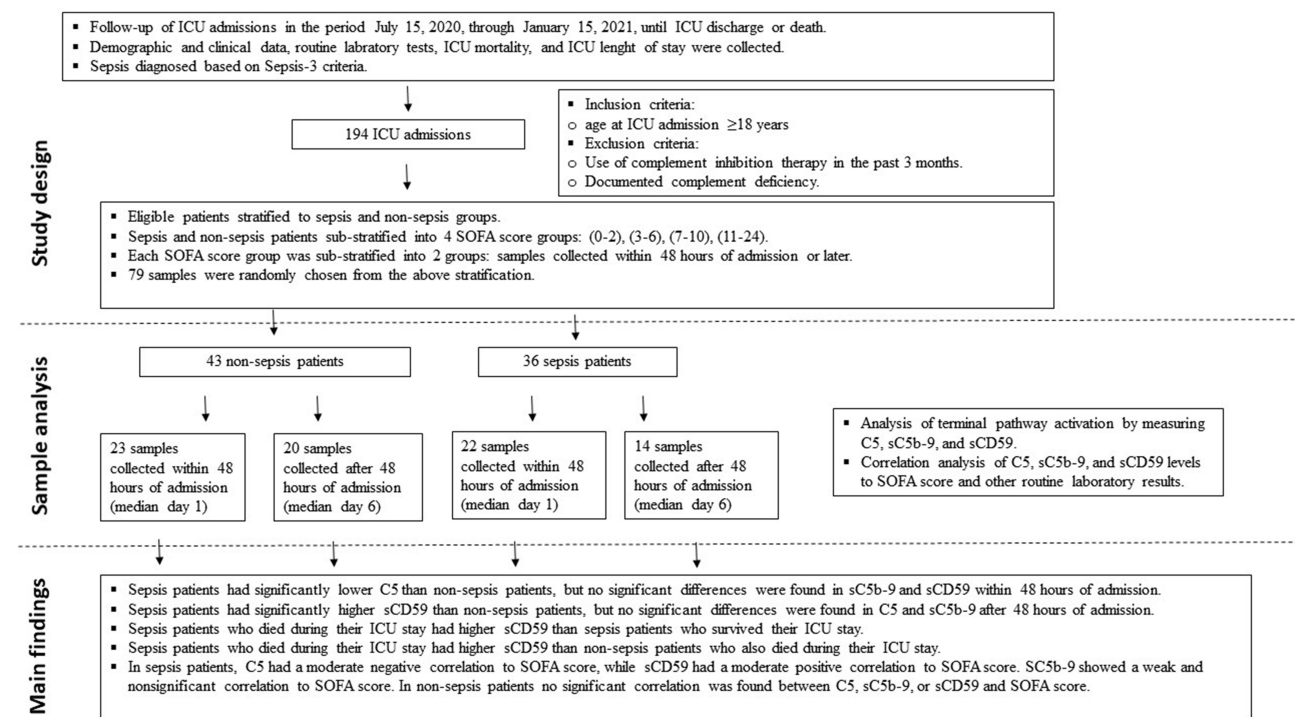 Study design
▪ Follow-up of ICU admissions in the period July 15, 2020, through January 15, 2021, until ICU discharge or death.
▪ Demographic and clinical data, routine labratory tests, ICU mortality, and ICU lenght of stay were collected.
▪ Sepsis diagnosed based on Sepsis-3 criteria.
194 ICU admissions
▪ Inclusion criteria:
o age at ICU admission ≥18 years
▪ Exclusion criteria:
o Use of complement inhibition therapy in the past 3 months.
o Documented complement deficiency.
▪ Eligible patients stratified to sepsis and non-sepsis groups.
▪ Sepsis and non-sepsis patients sub-stratified into 4 SOFA score groups: (0-2), (3-6), (7-10), (11-24).
▪ Each SOFA score group was sub-stratified into 2 groups: samples collected within 48 hours of admission or later.
▪ 79 samples were randomly chosen from the above stratification.
Sample analysis
43 non-sepsis patients
36 sepsis patients
23 samples
collected within 48
hours of admission
(median day 1)
20 samples
collected after 48
hours of admission
(median day 6)
22 samples
collected within 48
hours of admission
(median day 1)
14 samples
collected after 48
hours of admission
(median day 6)
▪ Analysis of terminal pathway activation by measuring
C5, sC5b-9, and sCD59.
▪ Correlation analysis of C5, sC5b-9, and sCD59 levels
to SOFA score and other routine laboratory results.
Main findings
▪ Sepsis patients had significantly lower C5 than non-sepsis patients, but no significant differences were found in sC5b-9 and sCD59 within 48 hours of admission.
▪ Sepsis patients had significantly higher sCD59 than non-sepsis patients, but no significant differences were found in C5 and sC5b-9 after 48 hours of admission.
▪ Sepsis patients who died during their ICU stay had higher sCD59 than sepsis patients who survived their ICU stay.
▪ Sepsis patients who died during their ICU stay had higher sCD59 than non-sepsis patients who also died during their ICU stay.
▪ In sepsis patients, C5 had a moderate negative correlation to SOFA score, while sCD59 had a moderate positive correlation to SOFA score. SC5b-9 showed a weak and
nonsignificant correlation to SOFA score. In non-sepsis patients no significant correlation was found between C5, sC5b-9, or sCD59 and SOFA score.